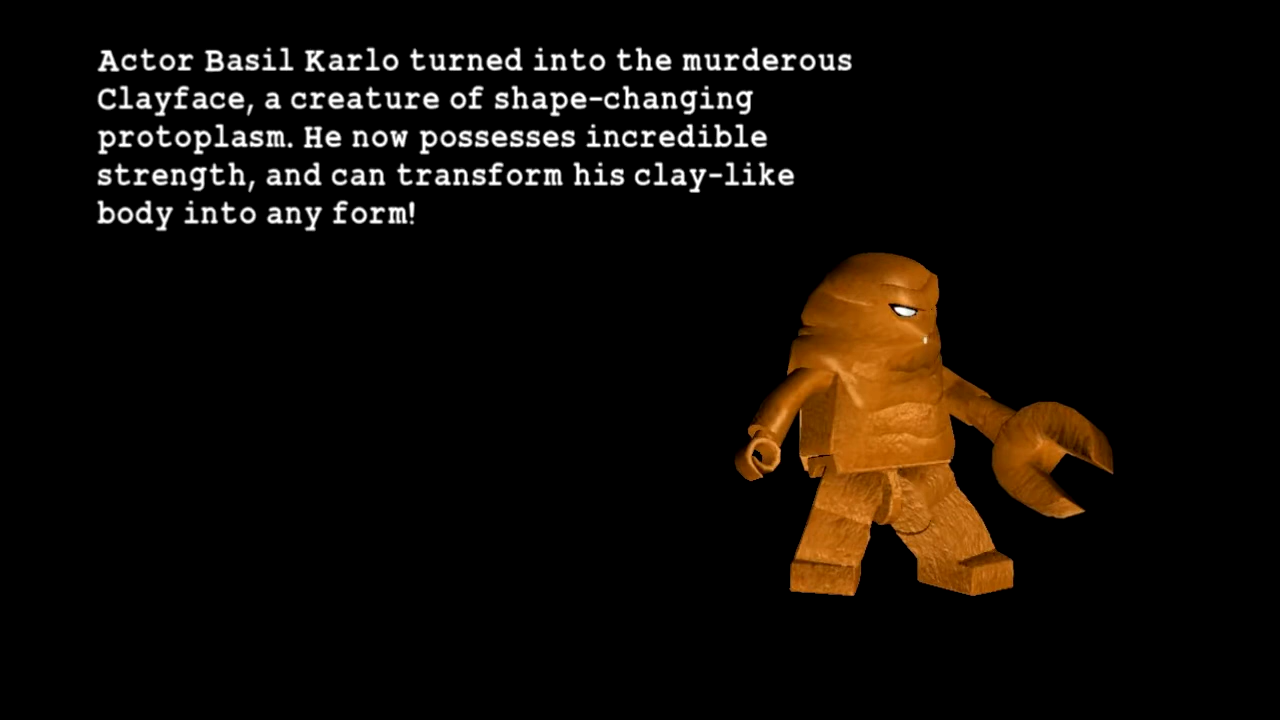 Actor Basil Karlo turned into the murderous
Clayface, a creature of shape-changing
protoplasm. He now possesses incredible
strength, and can transform his clay-like
body into any form!